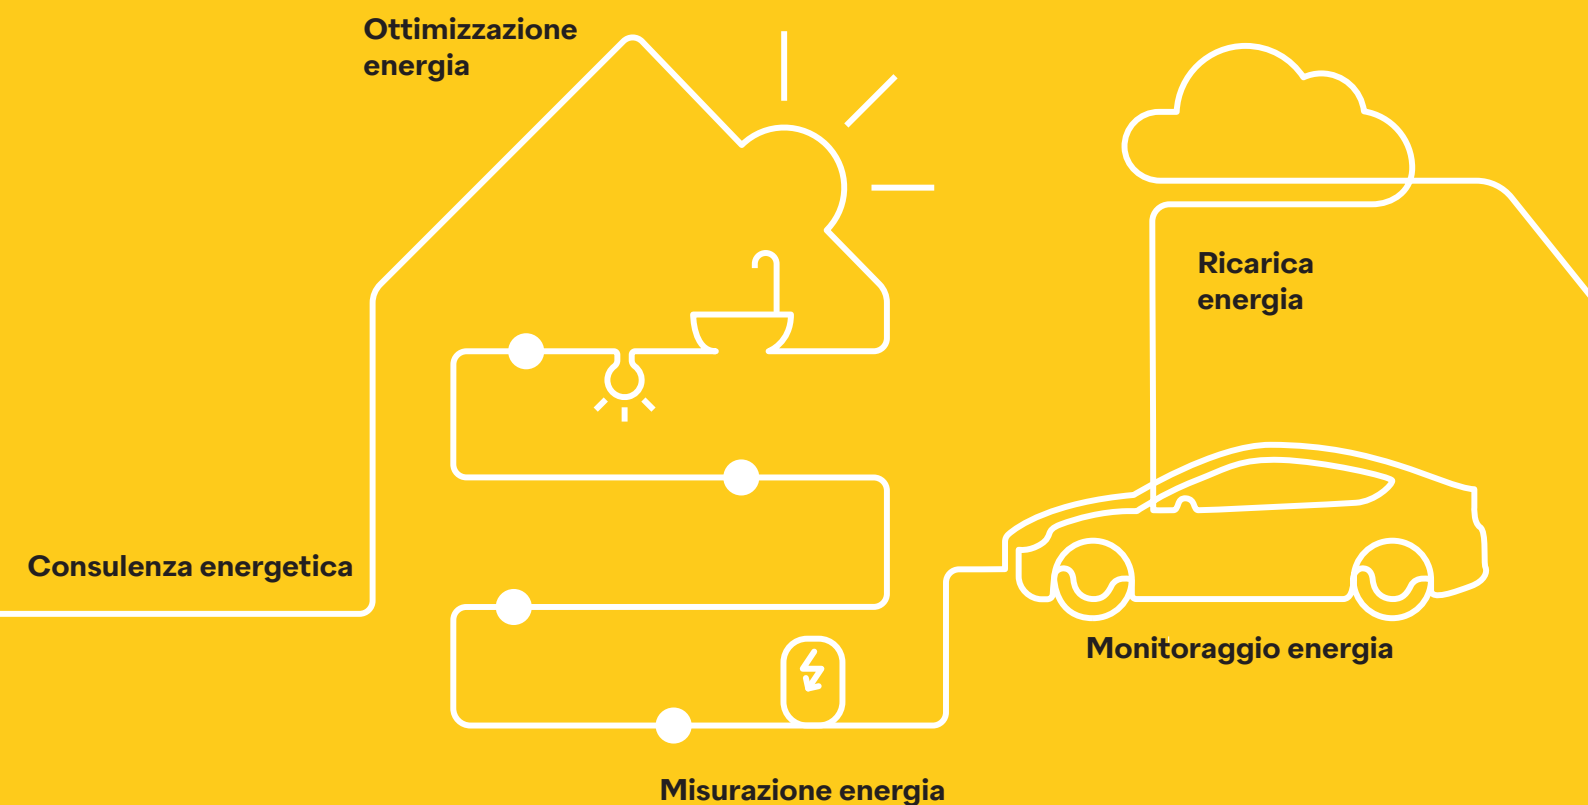 Ottimizzazione
energia
Ricarica
energia
Consulenza energetica
Monitoraggio energia
Misurazione energia